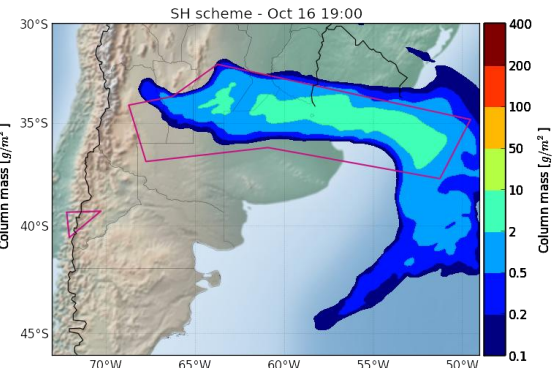 SH scheme - Oct 16 19:00
30°S
35°S
40°S
45°S
70°W
65°W
60°W
55°W
50°W
Column mass [g/m² ]
400
200
100
50
10
2
0.5
0.2
0.1
Column mass [g/m² ]